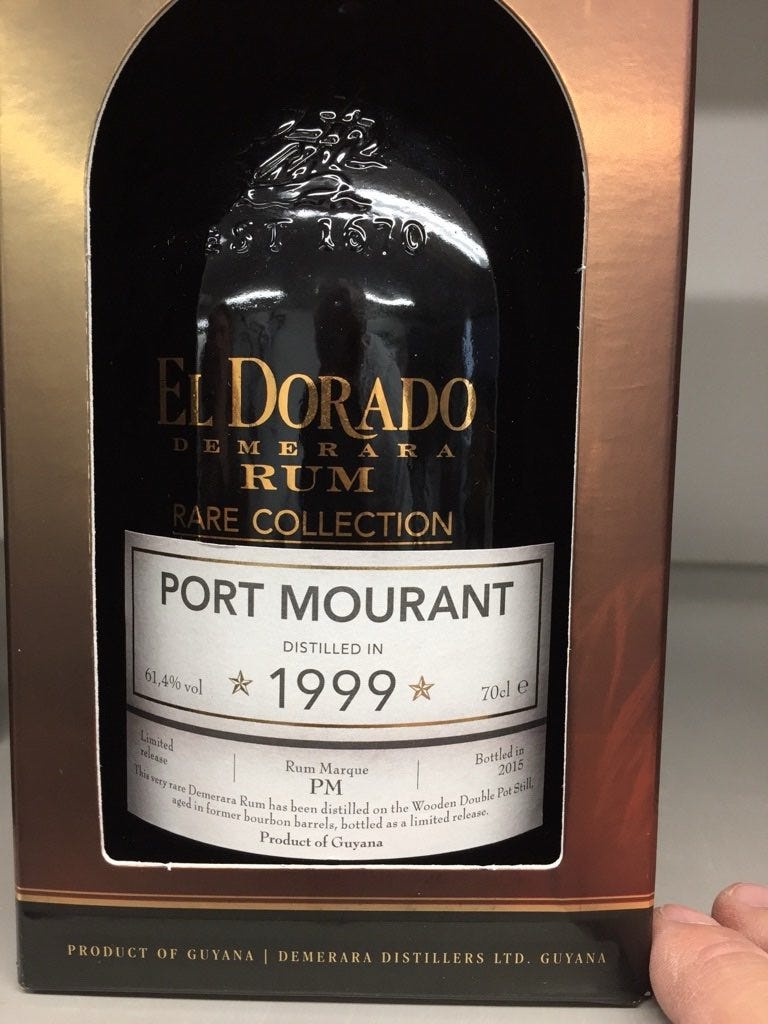 EST 1670
EL DORADO
DEMERARA
RUM
RARE COLLECTION
PORT MOURANT
DISTILLED IN
61,4% vol ☆ 1999 ☆ 70cl ℮
Limited
release
Rum Marque
PM
Bottled in
2015
This very rare Demerara Rum has been distilled on the Wooden Double Pot Still,
aged in former bourbon barrels, bottled as a limited release.
Product of Guyana
PRODUCT OF GUYANA | DEMERARA DISTILLERS LTD. GUYANA